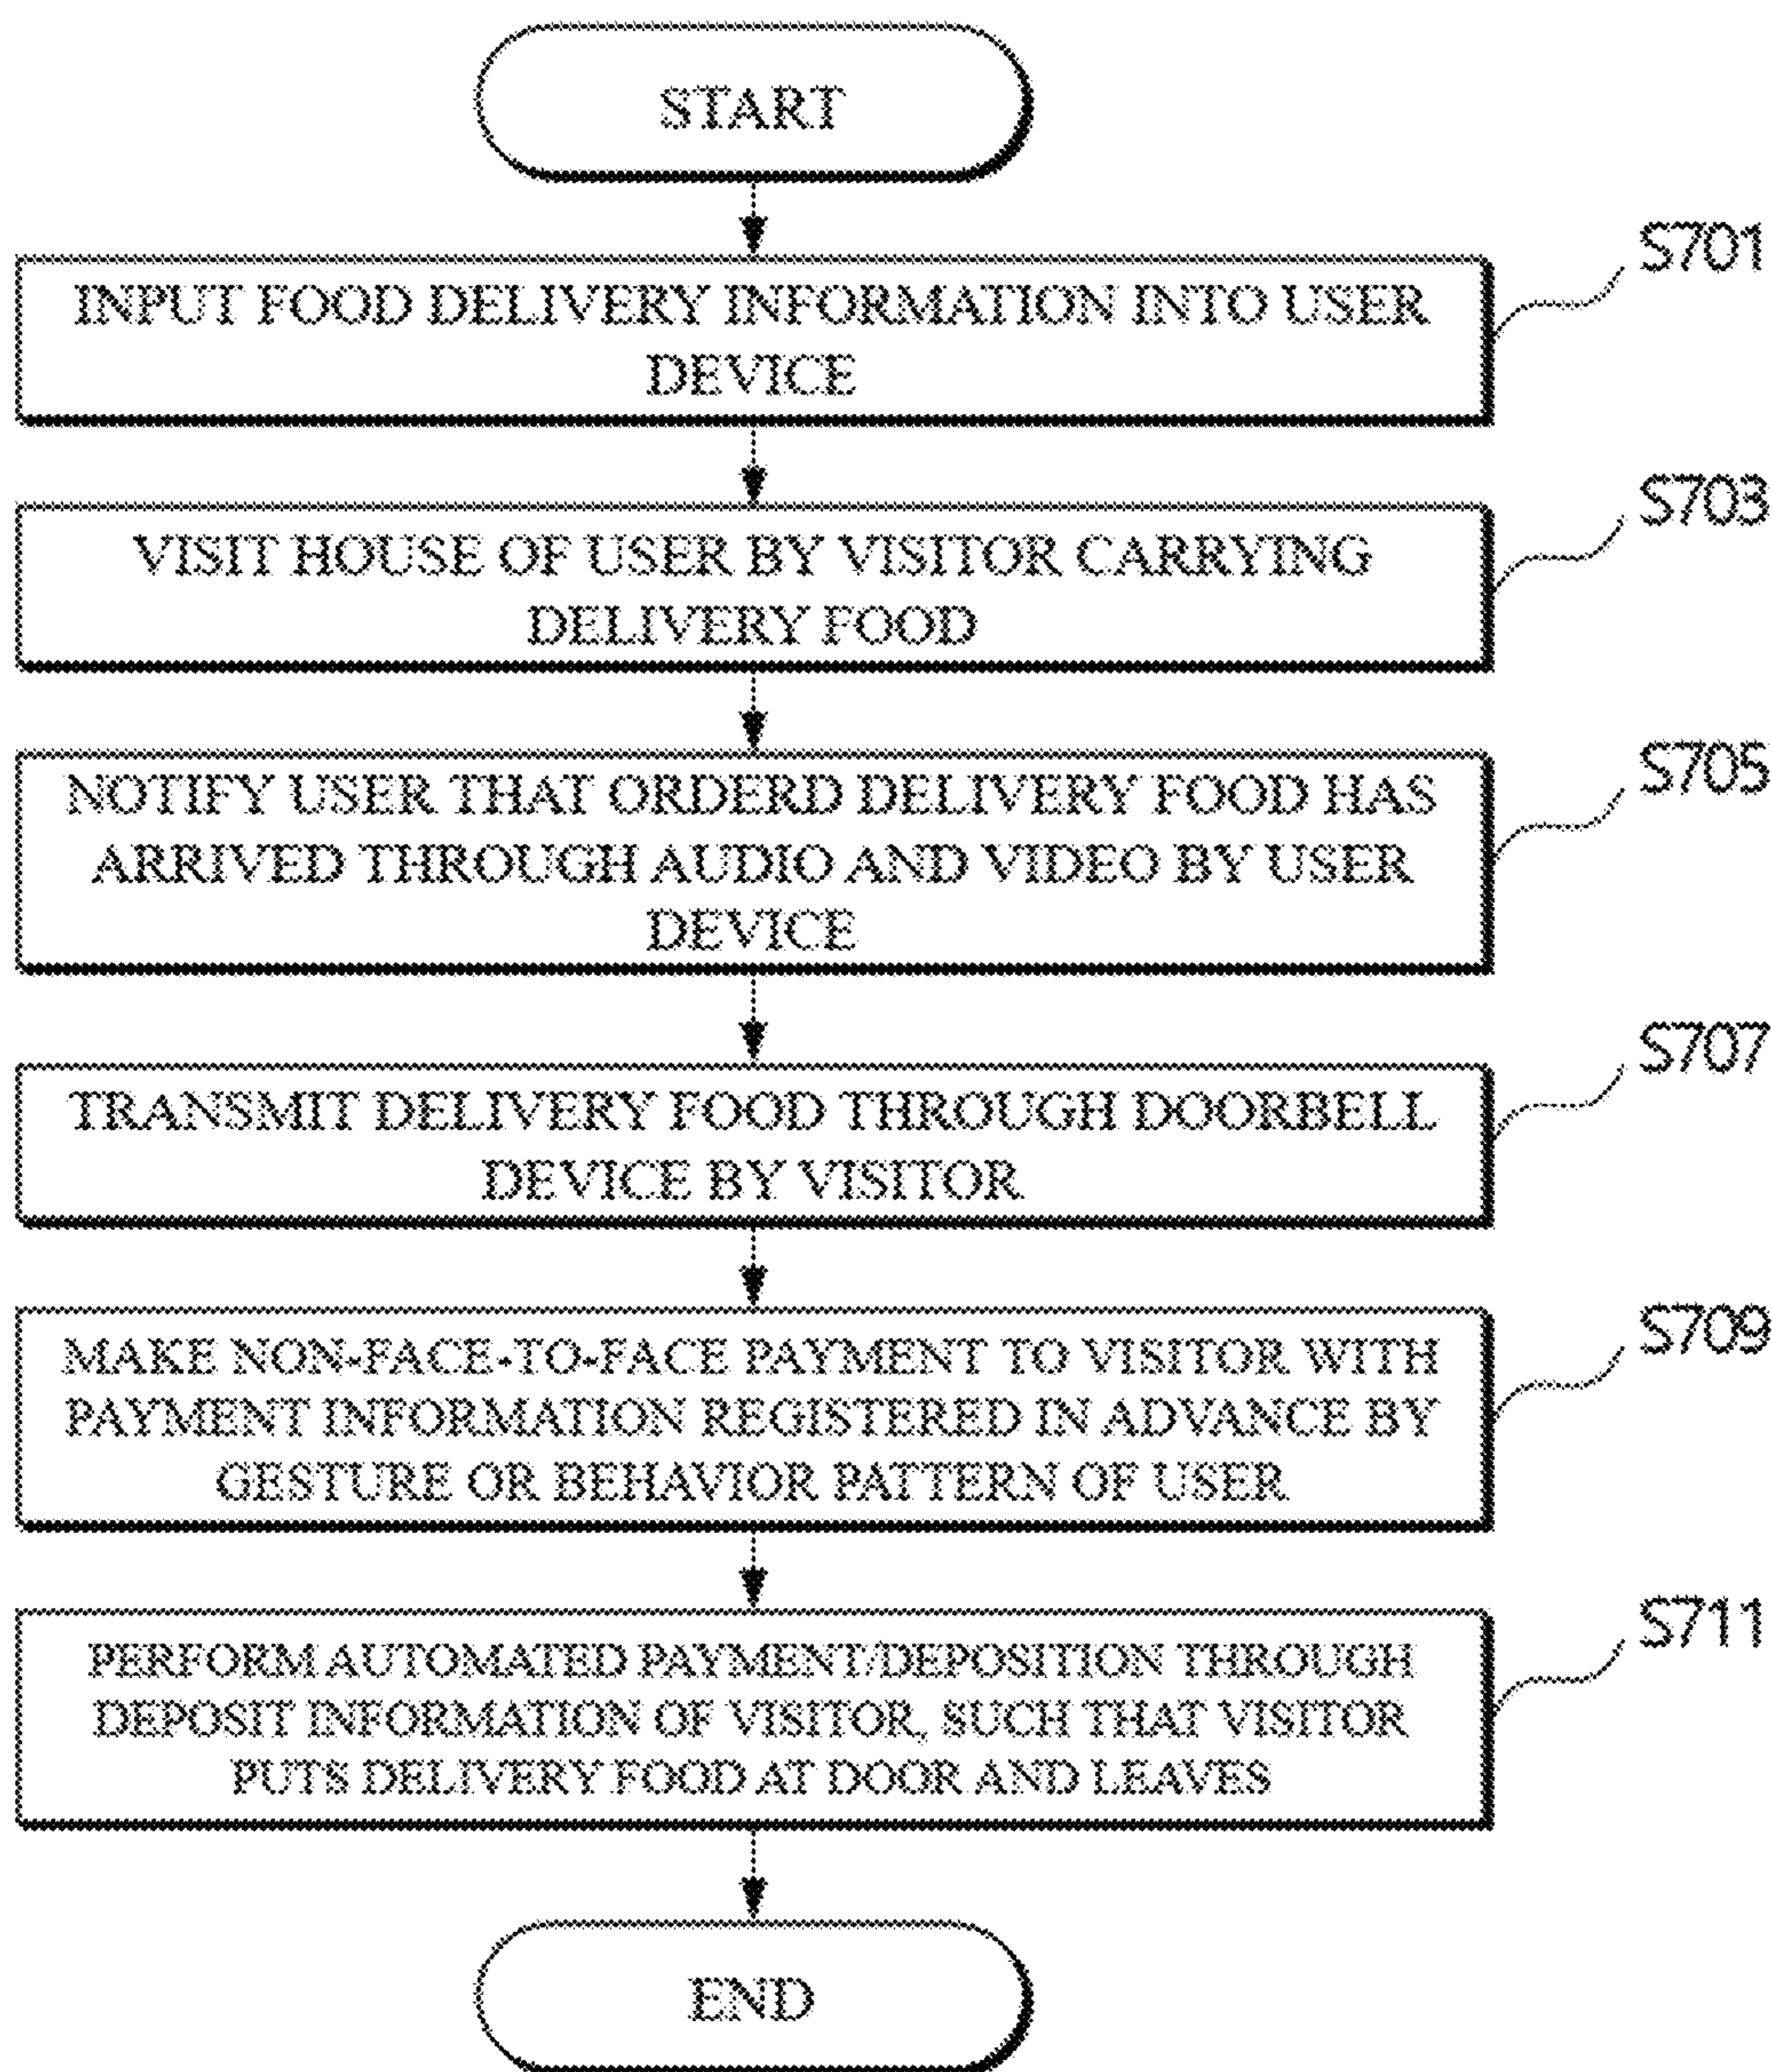 START
S701
INPUT FOOD DELIVERY INFORMATION INTO USER
DEVICE
S703
VISIT HOUSE OF USER BY VISITOR CARRYING
DELIVERY FOOD
S705
NOTIFY USER THAT ORDERD DELIVERY FOOD HAS
ARRIVED THROUGH AUDIO AND VIDEO BY USER
DEVICE
S707
TRANSMIT DELIVERY FOOD THROUGH DOORBELL
DEVICE BY VISITOR
S709
MAKE NON-FACE-TO-FACE PAYMENT TO VISITOR WITH
PAYMENT INFORMATION REGISTERED IN ADVANCE BY
GESTURE OR BEHAVIOR PATTERN OF USER
S711
PERFORM AUTOMATED PAYMENT/DEPOSITION THROUGH
DEPOSIT INFORMATION OF VISITOR, SUCH THAT VISITOR
PUTS DELIVERY FOOD AT DOOR AND LEAVES
END